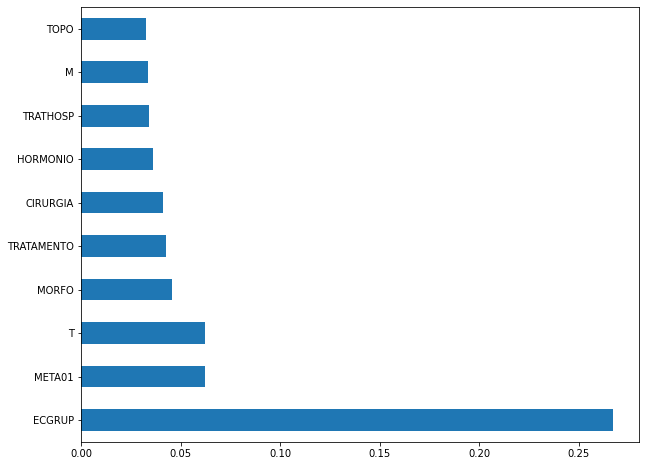 TOPO
M
TRATHOSP
HORMONIO
CIRURGIA
TRATAMENTO
MORFO
T
META01
ECGRUP
0.00 0.05 0.10 0.15 0.20 0.25